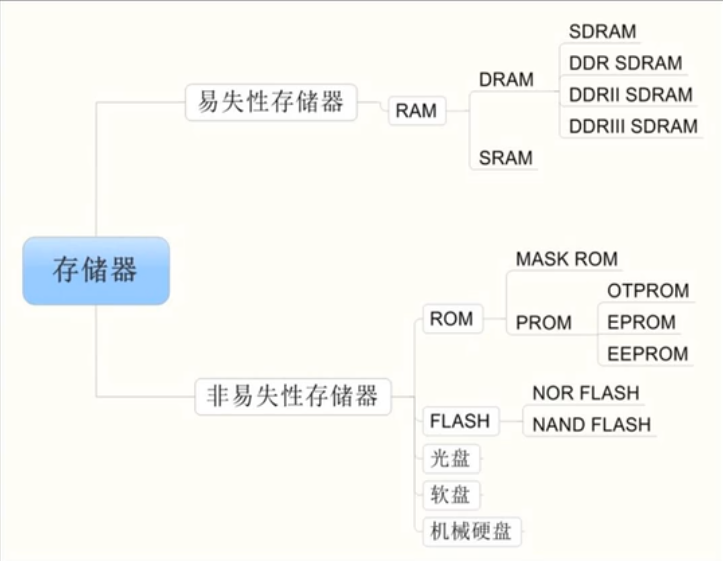 存储器
易失性存储器
RAM
DRAM
SDRAM
DDR SDRAM
DDRII SDRAM
DDRIII SDRAM
SRAM
非易失性存储器
ROM
MASK ROM
PROM
OTPROM
EPROM
EEPROM
FLASH
NOR FLASH
NAND FLASH
光盘
软盘
机械硬盘